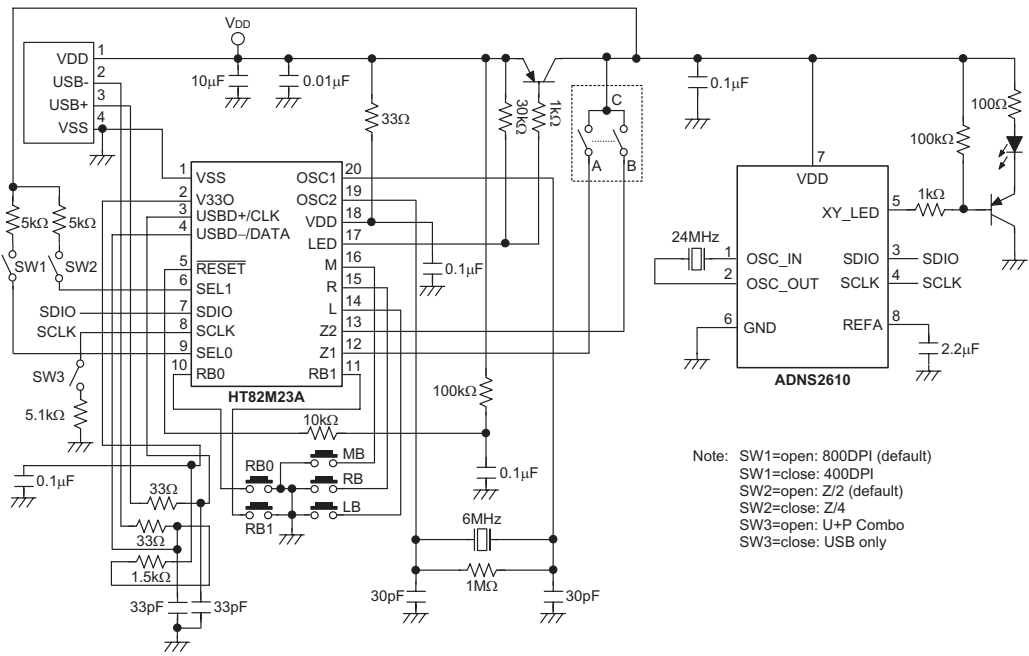 VDD
VDD 1
USB- 2
USB+ 3
VSS 4
10μF
0.01μF
33Ω
30kΩ
1kΩ
C
A
B
0.1μF
100Ω
100kΩ
5kΩ
5kΩ
SW1
SW2
SDIO
SCLK
SW3
5.1kΩ
1 VSS
2 V33O
3 USBD+/CLK
4 USBD−/DATA
5 RESET
6 SEL1
7 SDIO
8 SCLK
9 SEL0
10 RB0
OSC1 20
OSC2 19
VDD 18
LED 17
M 16
R 15
L 14
Z2 13
Z1 12
RB1 11
HT82M23A
0.1μF
7
VDD
XY_LED 5
1kΩ
24MHz
1 OSC_IN
2 OSC_OUT
SDIO 3 SDIO
SCLK 4 SCLK
6 GND
REFA 8
2.2μF
ADNS2610
100kΩ
10kΩ
0.1μF
0.1μF
33Ω
33Ω
1.5kΩ
33pF
33pF
RB0
RB1
MB
RB
LB
6MHz
1MΩ
30pF
30pF
Note: SW1=open: 800DPI (default)
SW1=close: 400DPI
SW2=open: Z/2 (default)
SW2=close: Z/4
SW3=open: U+P Combo
SW3=close: USB only